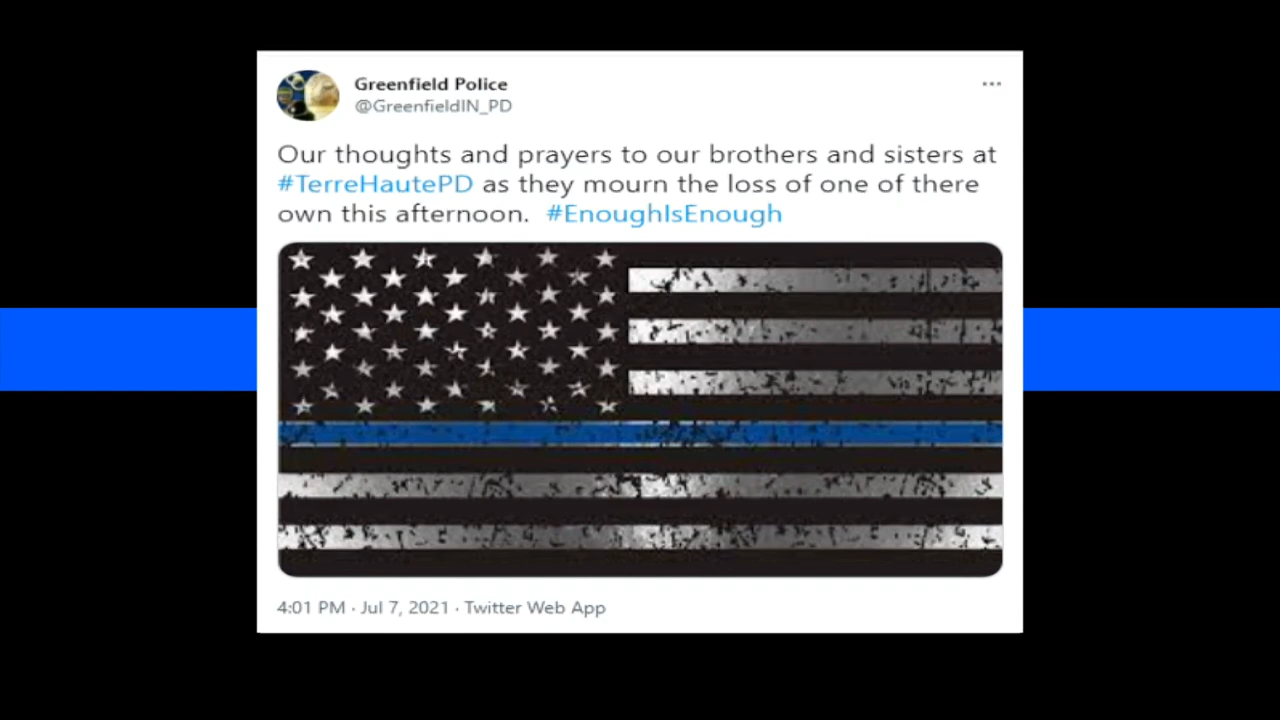 Greenfield Police
@GreenfieldIN_PD
Our thoughts and prayers to our brothers and sisters at
#TerreHautePD as they mourn the loss of one of there
own this afternoon. #EnoughIsEnough
4:01 PM · Jul 7, 2021 · Twitter Web App